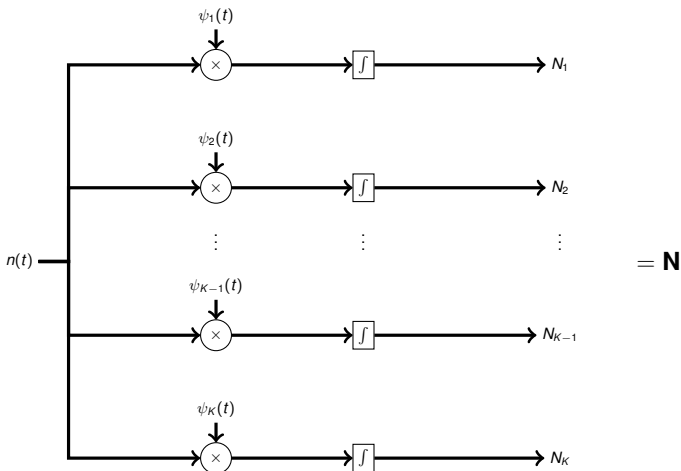 ψ₁(t)
× ∫ N₁
ψ₂(t)
× ∫ N₂
⋮ ⋮ ⋮
n(t) = N
ψ_{K−1}(t)
× ∫ N_{K−1}
ψ_K(t)
× ∫ N_K